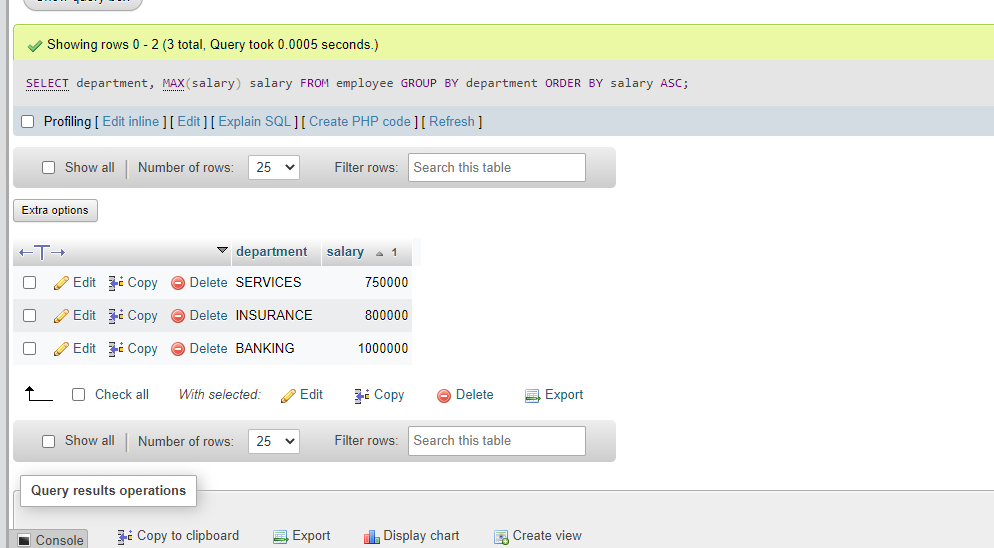 Show query box
Showing rows 0 - 2 (3 total, Query took 0.0005 seconds.)
SELECT department, MAX(salary) salary FROM employee GROUP BY department ORDER BY salary ASC;
Profiling [ Edit inline ] [ Edit ] [ Explain SQL ] [ Create PHP code ] [ Refresh ]
Show all Number of rows: 25 Filter rows: Search this table
Extra options
department salary 1
Edit Copy Delete SERVICES 750000
Edit Copy Delete INSURANCE 800000
Edit Copy Delete BANKING 1000000
Check all With selected: Edit Copy Delete Export
Show all Number of rows: 25 Filter rows: Search this table
Query results operations
Console Copy to clipboard Export Display chart Create view